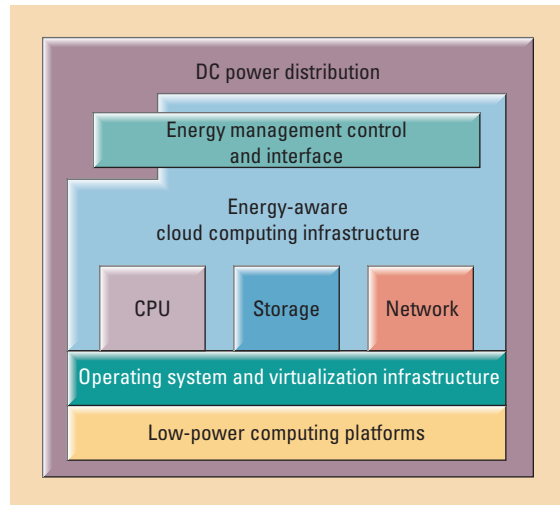 DC power distribution
Energy management control
and interface
Energy-aware
cloud computing infrastructure
CPU
Storage
Network
Operating system and virtualization infrastructure
Low-power computing platforms